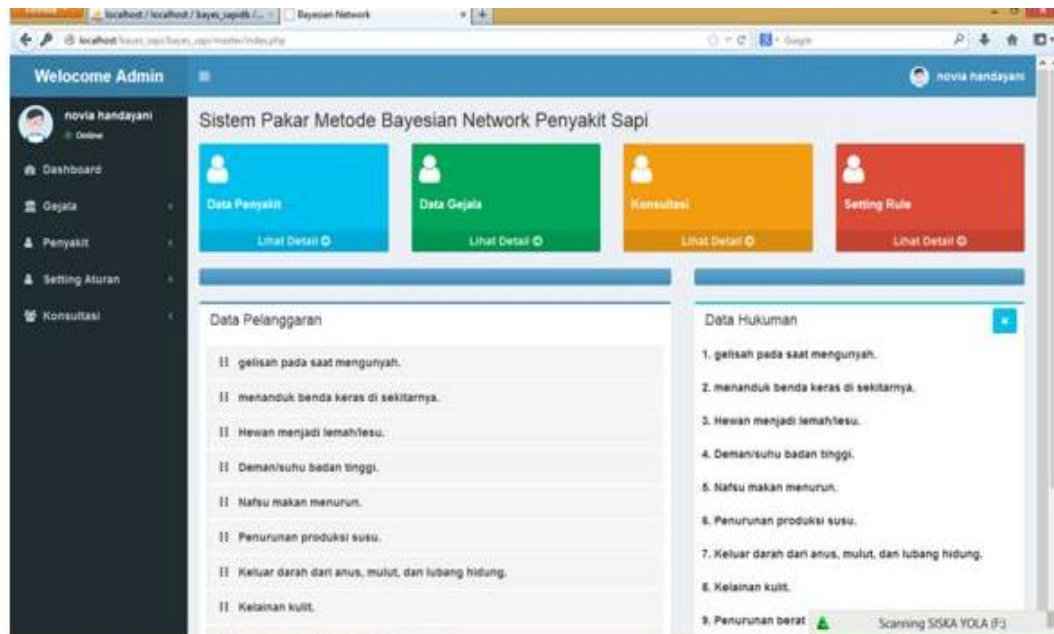 localhost / localhost / bayes_sapidb /...
Bayesian Network
Google
Welocome Admin
novia handayani
novia handayani
Online
Sistem Pakar Metode Bayesian Network Penyakit Sapi
Dashboard
Gejala
Penyakit
Setting Aturan
Konsultasi
Data Penyakit
Lihat Detail
Data Gejala
Lihat Detail
Konsultasi
Lihat Detail
Setting Rule
Lihat Detail
Data Pelanggaran
gelisah pada saat mengunyah.
menanduk benda keras di sekitarnya.
Hewan menjadi lemah/lesu.
Deman/suhu badan tinggi.
Nafsu makan menurun.
Penurunan produksi susu.
Keluar darah dari anus, mulut, dan lubang hidung.
Kelainan kulit.
Data Hukuman
1. gelisah pada saat mengunyah.
2. menanduk benda keras di sekitarnya.
3. Hewan menjadi lemah/lesu.
4. Deman/suhu badan tinggi.
5. Nafsu makan menurun.
6. Penurunan produksi susu.
7. Keluar darah dari anus, mulut, dan lubang hidung.
8. Kelainan kulit.
9. Penurunan berat
Scanning SISKA YOLA (F:)